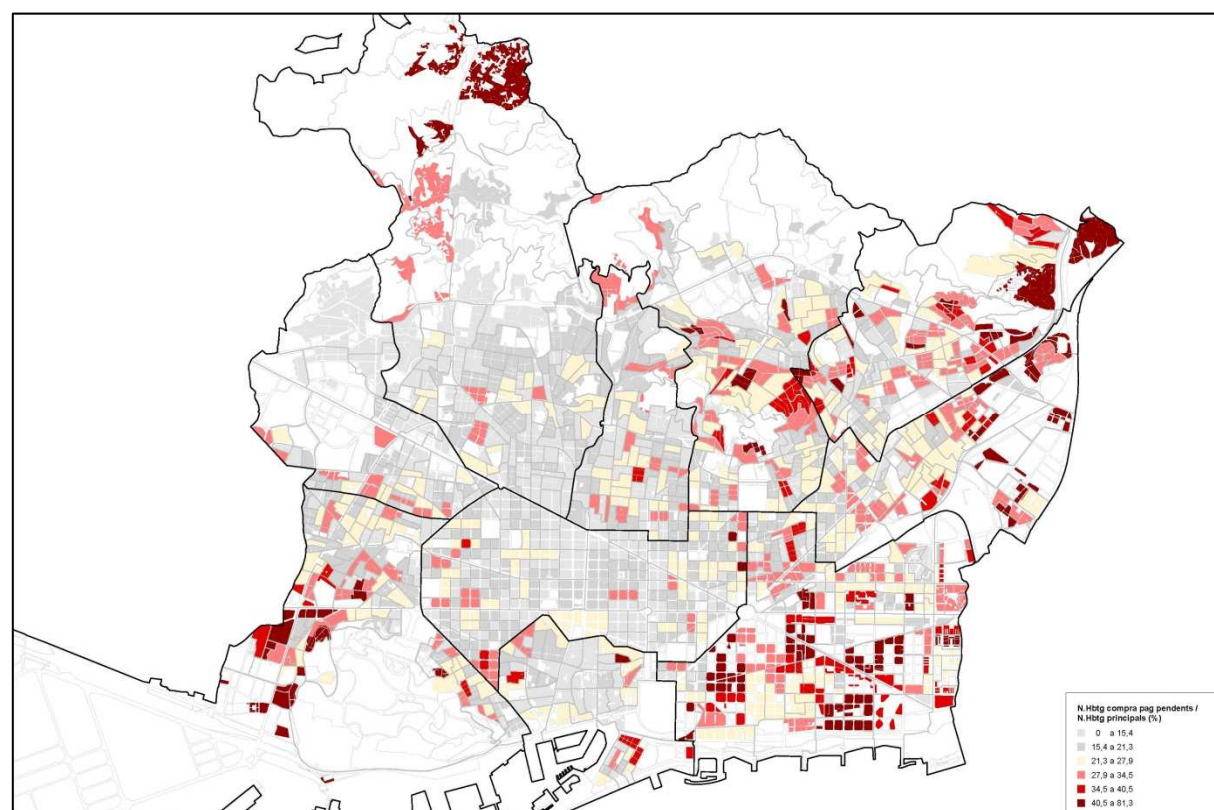 N.Hbtg compra pag pendents /
N.Hbtg principals (%)
0 a 15,4
15,4 a 21,3
21,3 a 27,9
27,9 a 34,5
34,5 a 40,5
40,5 a 81,3